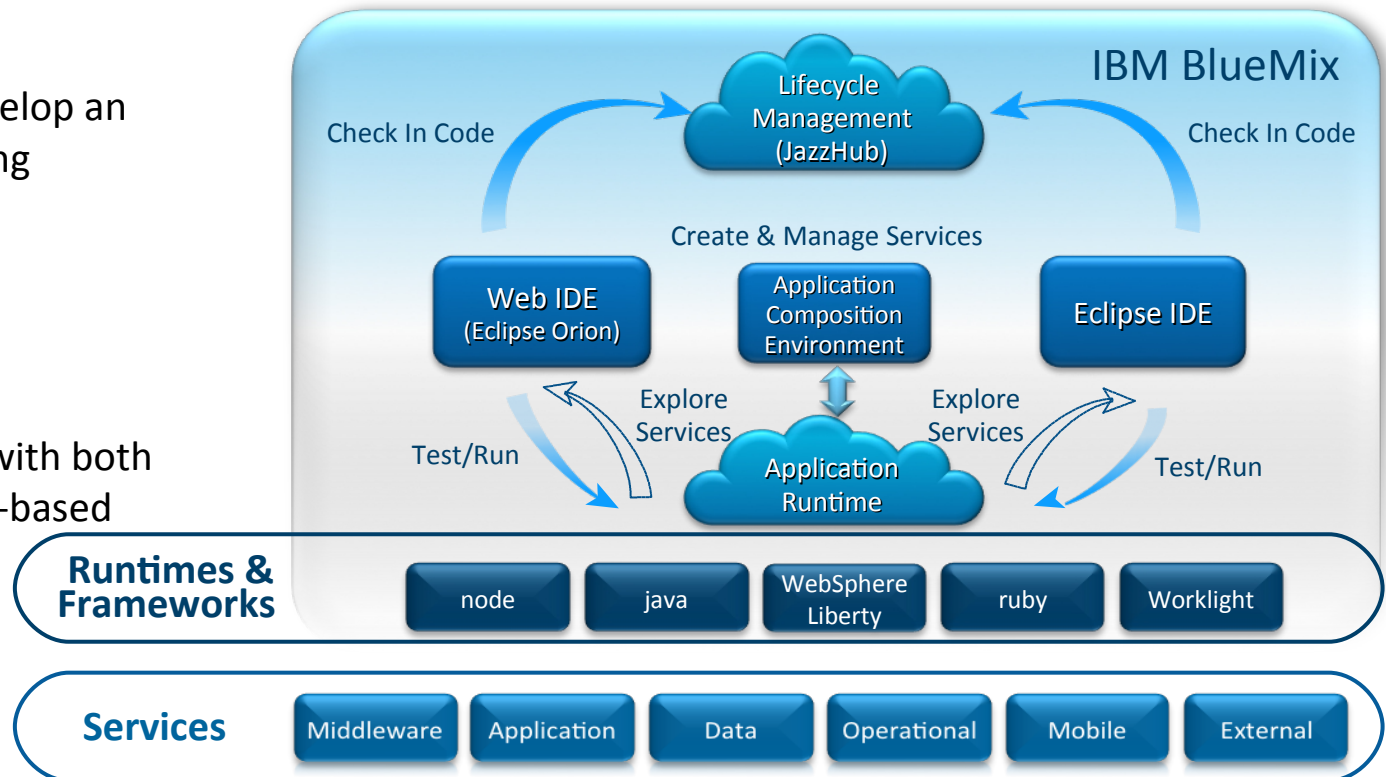 elop an
ng
with both
-based
IBM BlueMix
Lifecycle
Management
(JazzHub)
Check In Code
Check In Code
Create & Manage Services
Web IDE
(Eclipse Orion)
Application
Composition
Environment
Eclipse IDE
Explore
Services
Explore
Services
Test/Run
Test/Run
Application
Runtime
Runtimes &
Frameworks
node
java
WebSphere
Liberty
ruby
Worklight
Services
Middleware
Application
Data
Operational
Mobile
External